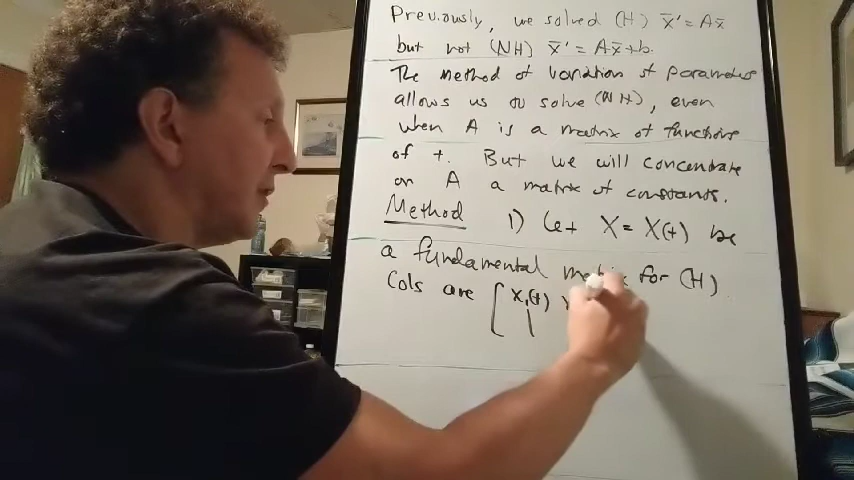 Previously, we solved (H) x̄' = Ax̄
but not (NH) x̄' = Ax̄+b.
The method of variation of parameters
allows us to solve (NH), even
when A is a matrix of functions
of t. But we will concentrate
on A a matrix of constants.
Method 1) Let X = X(t) be
a fundamental matrix for (H)
Cols are [x₁(t)